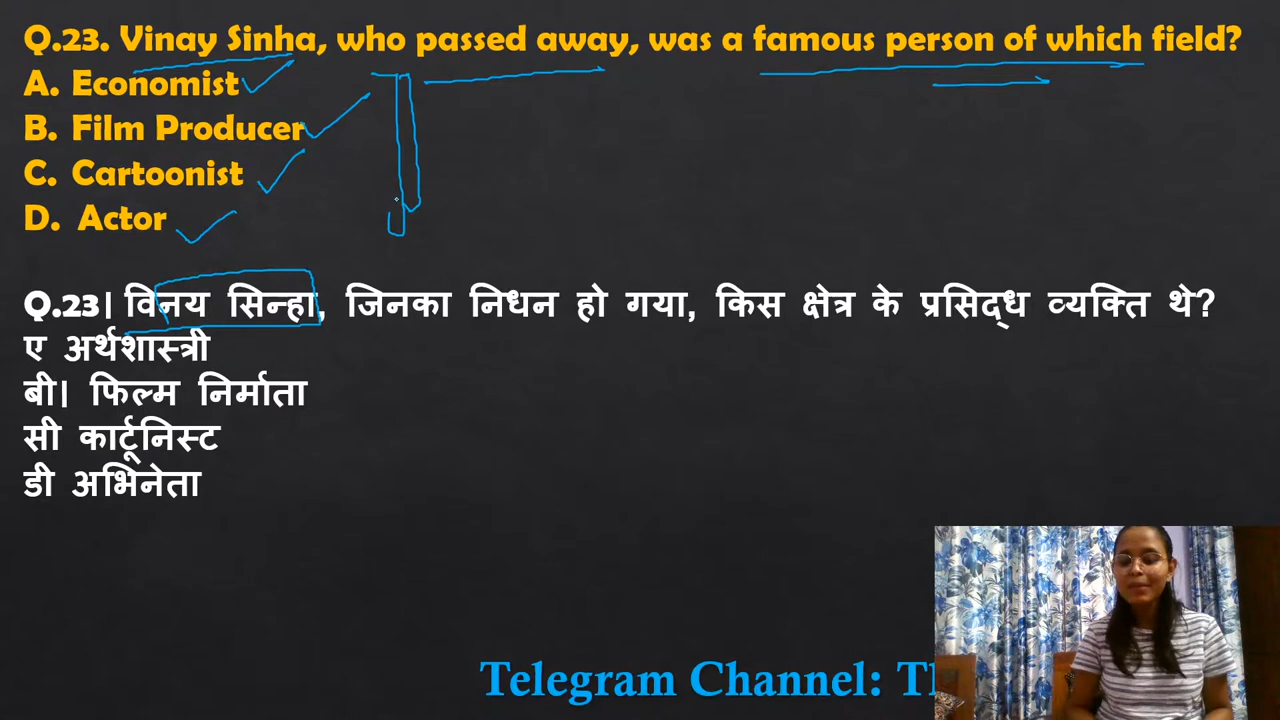 Q.23. Vinay Sinha, who passed away, was a famous person of which field?
A. Economist
B. Film Producer
C. Cartoonist
D. Actor
Q.23| विनय सिन्हा, जिनका निधन हो गया, किस क्षेत्र के प्रसिद्ध व्यक्ति थे?
ए अर्थशास्त्री
बी| फिल्म निर्माता
सी कार्टूनिस्ट
डी अभिनेता
Telegram Channel: